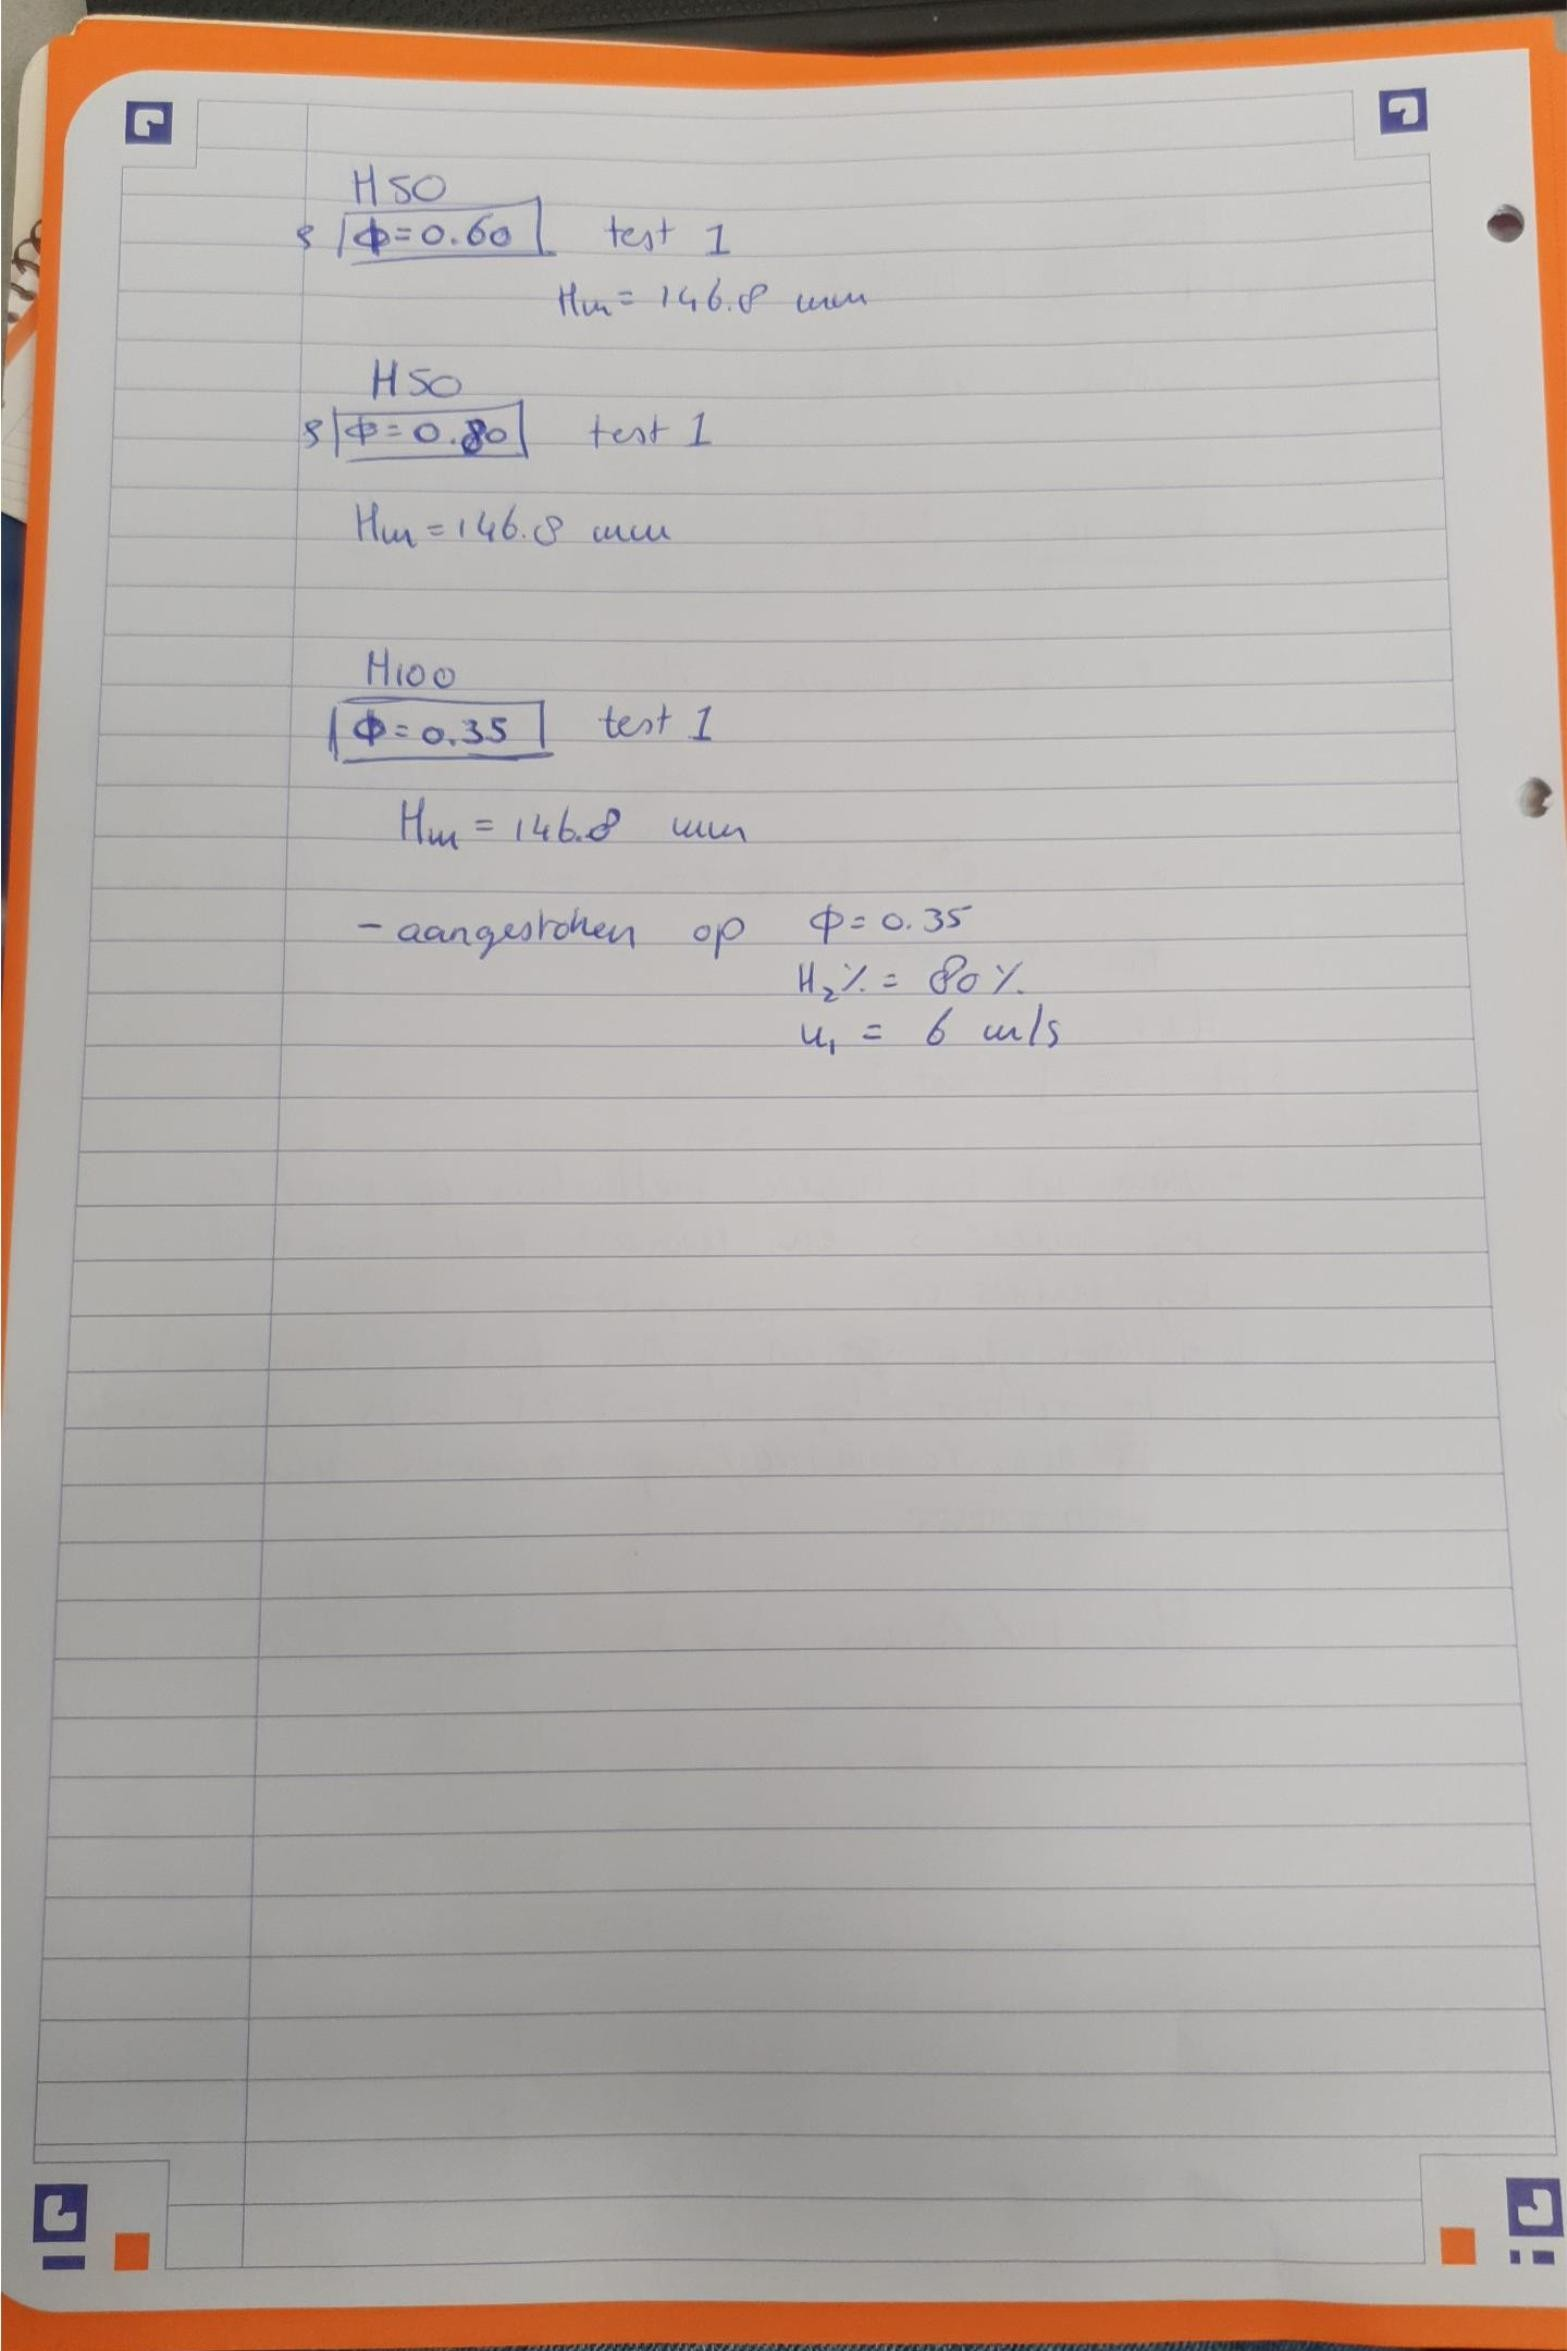 H50
8 ϕ=0.60 test 1
Hm = 146.8 mm
H50
8 ϕ=0.80 test 1
Hm = 146.8 mm
H100
ϕ=0.35 test 1
Hm = 146.8 mm
- aangestoken op ϕ=0.35
H₂% = 80%
u₁ = 6 m/s